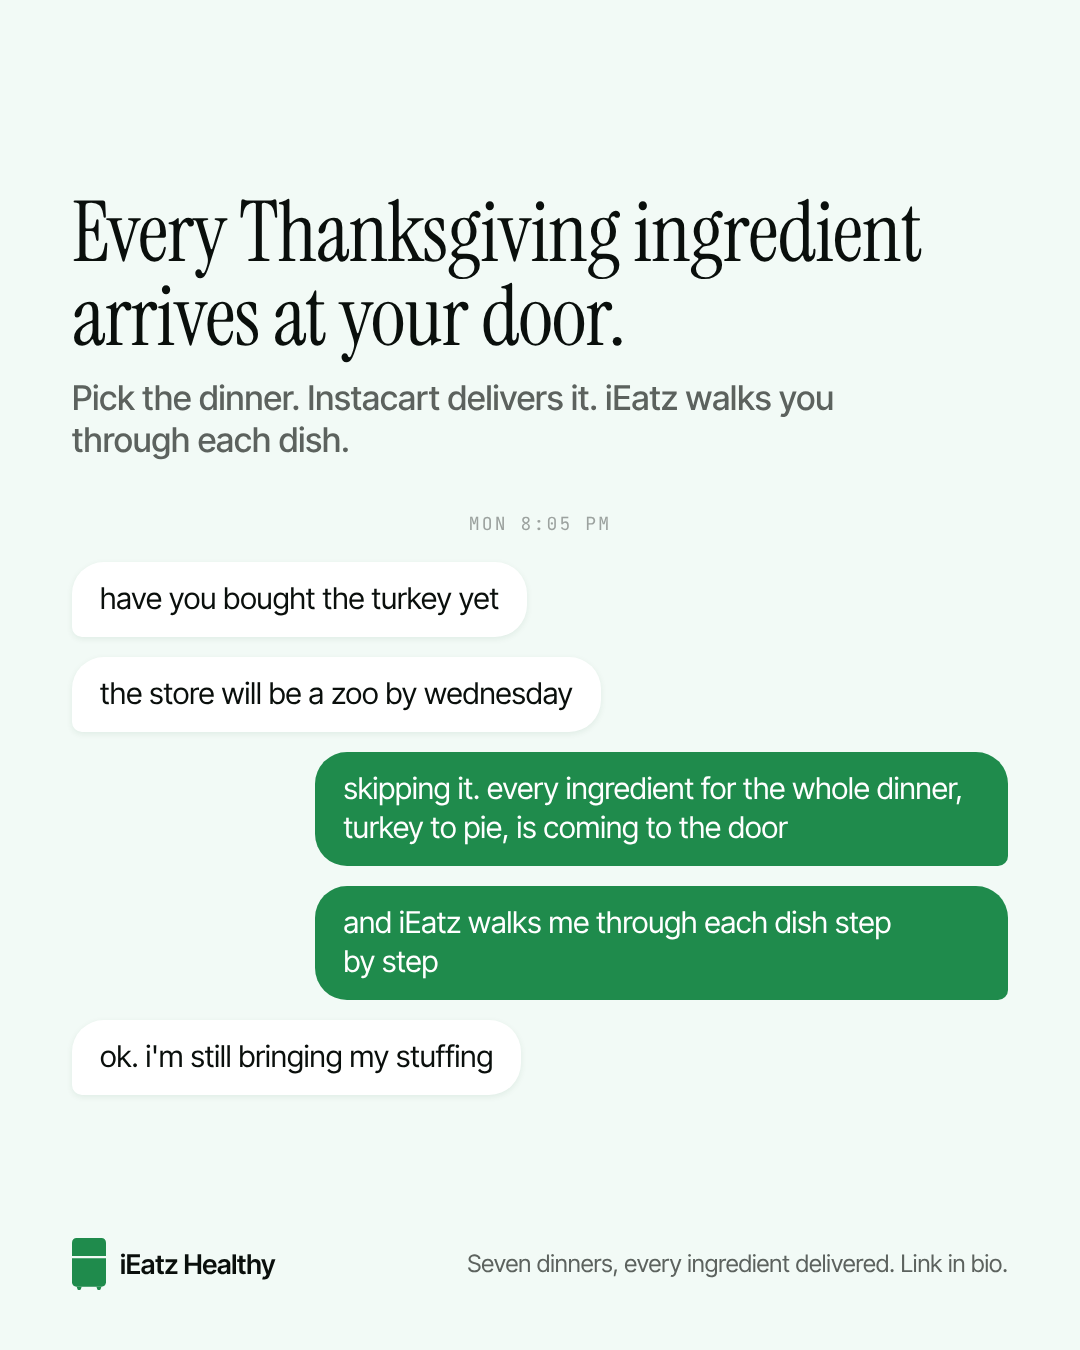 Every Thanksgiving ingredient
arrives at your door.
Pick the dinner. Instacart delivers it. iEatz walks you
through each dish.
MON 8:05 PM
have you bought the turkey yet
the store will be a zoo by wednesday
skipping it. every ingredient for the whole dinner,
turkey to pie, is coming to the door
and iEatz walks me through each dish step
by step
ok. i'm still bringing my stuffing
iEatz Healthy
Seven dinners, every ingredient delivered. Link in bio.